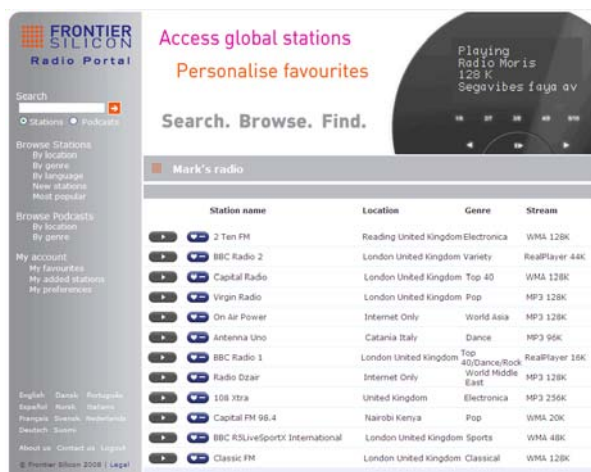 FRONTIER
SILICON
Radio Portal
Search
Stations Podcasts
Browse Stations
By location
By genre
By language
New stations
Most popular
Browse Podcasts
By location
By genre
My account
My favourites
My added stations
My preferences
English Dansk Português
Español Norsk Italiano
Français Svensk Nederlands
Deutsch Suomi
About us Contact us Logout
© Frontier Silicon 2008 | Legal
Access global stations
Personalise favourites
Search. Browse. Find.
Playing
Radio Moris
128 K
Segavibes faya av
Mark's radio
Station name Location Genre Stream
2 Ten FM Reading United Kingdom Electronica WMA 128K
BBC Radio 2 London United Kingdom Variety RealPlayer 44K
Capital Radio London United Kingdom Top 40 WMA 128K
Virgin Radio London United Kingdom Pop MP3 128K
On Air Power Internet Only World Asia MP3 128K
Antenna Uno Catania Italy Dance MP3 96K
BBC Radio 1 London United Kingdom Top 40/Dance/Rock RealPlayer 16K
Radio Dzair Internet Only World Middle East MP3 128K
108 Xtra United Kingdom Electronica MP3 256K
Capital FM 98.4 Nairobi Kenya Pop WMA 20K
BBC R5LiveSportX International London United Kingdom Sports WMA 48K
Classic FM London United Kingdom Classical WMA 128K